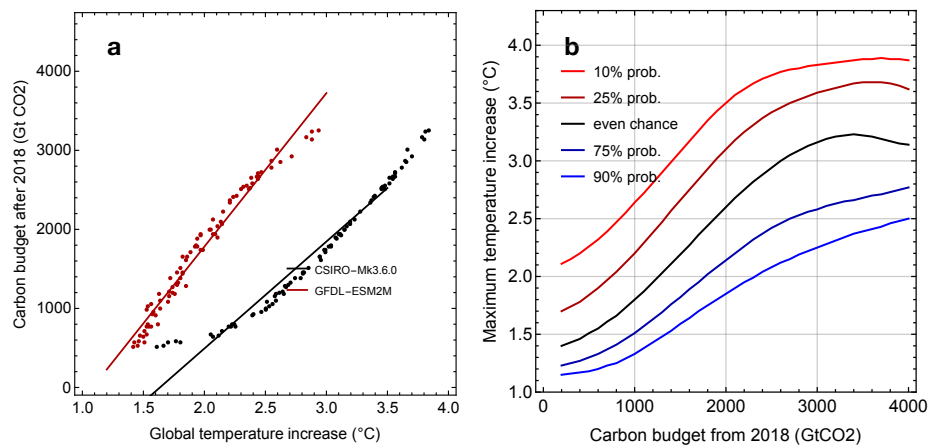 a
Carbon budget after 2018 (Gt CO2)
4000
3000
2000
1000
0
CSIRO−Mk3.6.0
GFDL−ESM2M
1.0 1.5 2.0 2.5 3.0 3.5 4.0
Global temperature increase (°C)
b
Maximum temperature increase (°C)
4.0
3.5
3.0
2.5
2.0
1.5
1.0
10% prob.
25% prob.
even chance
75% prob.
90% prob.
0 1000 2000 3000 4000
Carbon budget from 2018 (GtCO2)